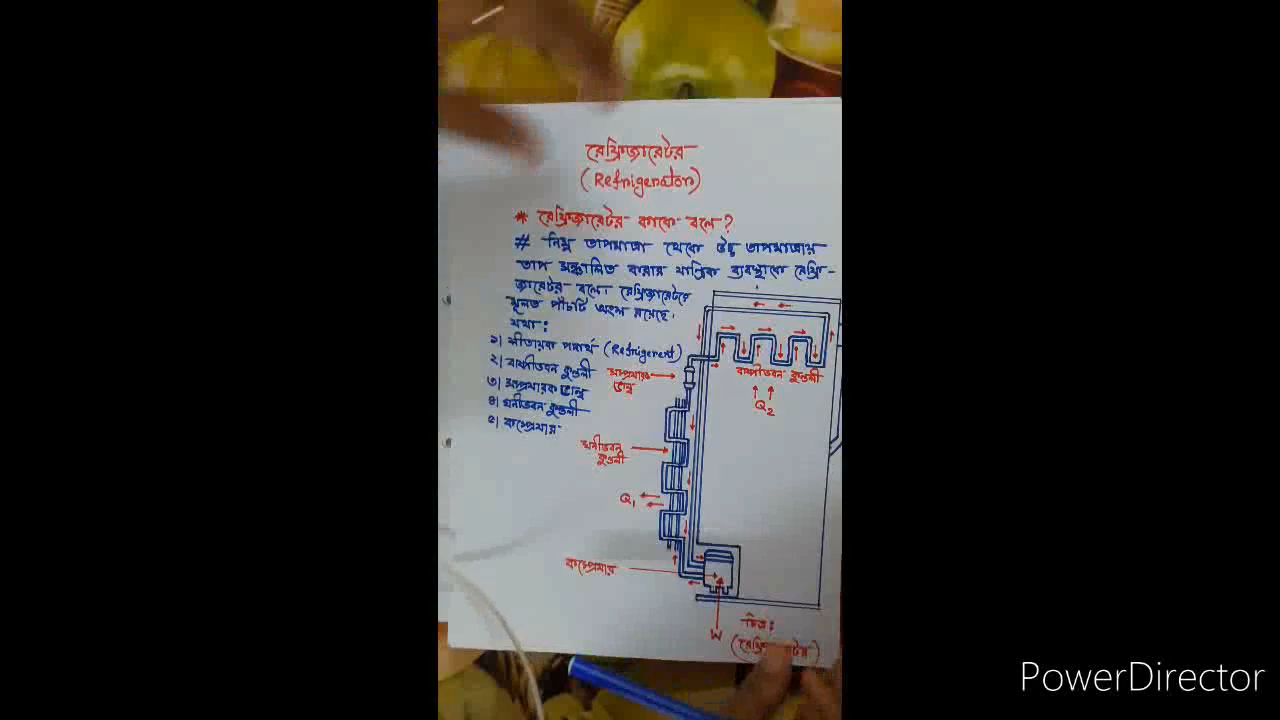 রেফ্রিজারেটর
(Refrigerator)
* রেফ্রিজারেটর কাকে বলে?
# নিম্ন তাপমাত্রা থেকে উচ্চ তাপমাত্রায়
তাপ সঞ্চালিত করার যান্ত্রিক ব্যবস্থাকে রেফ্রি-
জারেটর বলে। রেফ্রিজারেটরে
মূলত পাঁচটি অংশ রয়েছে।
যথা:
১। শীতায়ক পদার্থ (Refrigerent)
২। বাষ্পীভবন কুন্ডলী
৩। সম্প্রসারক ভাল্ব
৪। ঘনীভবন কুন্ডলী
৫। কম্প্রেসার
সম্প্রসারক
ভাল্ব
বাষ্পীভবন কুন্ডলী
Q2
ঘনীভবন
কুন্ডলী
Q1
কম্প্রেসার
W
চিত্র:
PowerDirector